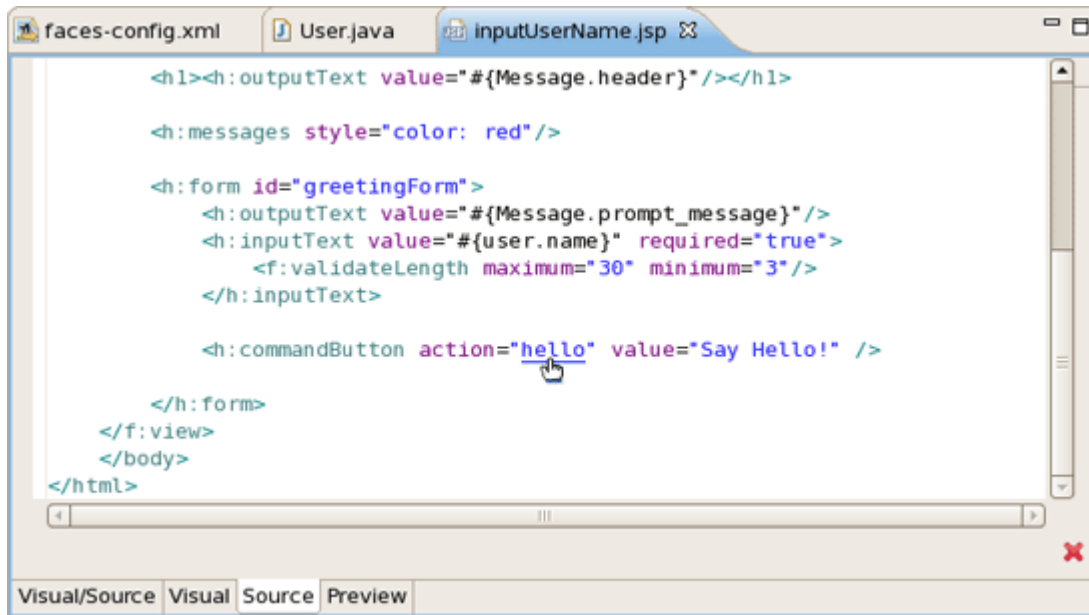 faces-config.xml User.java inputUserName.jsp
<h1><h:outputText value="#{Message.header}"/></h1>
<h:messages style="color: red"/>
<h:form id="greetingForm">
<h:outputText value="#{Message.prompt_message}"/>
<h:inputText value="#{user.name}" required="true">
<f:validateLength maximum="30" minimum="3"/>
</h:inputText>
<h:commandButton action="hello" value="Say Hello!" />
</h:form>
</f:view>
</body>
</html>
Visual/Source Visual Source Preview